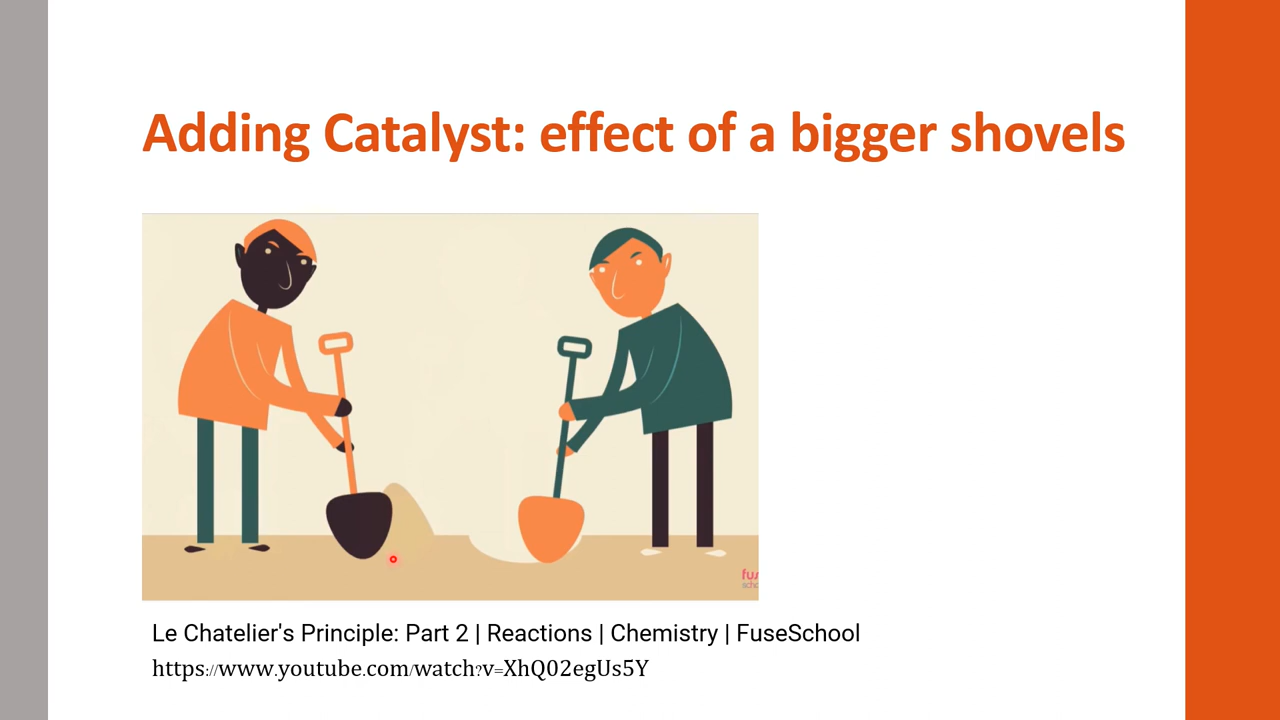 Adding Catalyst: effect of a bigger shovels
Le Chatelier's Principle: Part 2 | Reactions | Chemistry | FuseSchool
https://www.youtube.com/watch?v=XhQ02egUs5Y